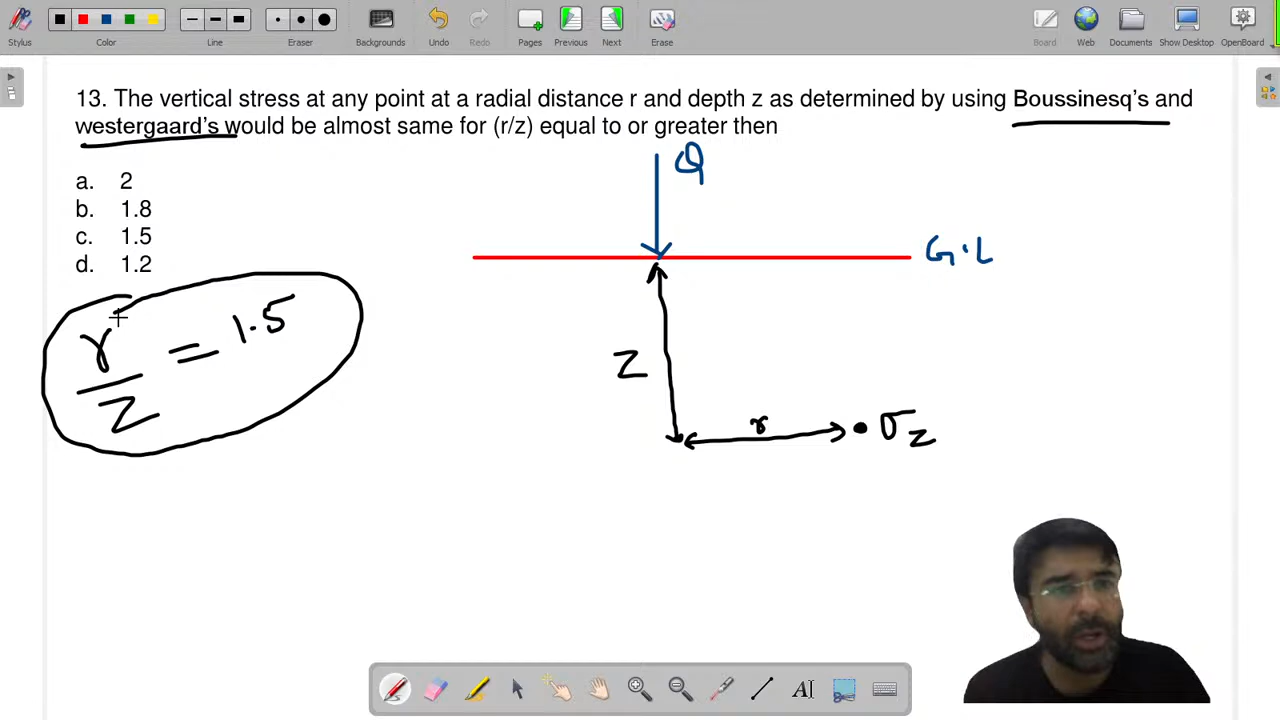 Stylus
Color
Line
Eraser
Backgrounds
Undo
Redo
Pages
Previous
Next
Erase
Board
Web
Documents
Show Desktop
OpenBoard
13. The vertical stress at any point at a radial distance r and depth z as determined by using Boussinesq's and
westergaard's would be almost same for (r/z) equal to or greater then
a. 2
b. 1.8
c. 1.5
d. 1.2
Q
G.L
r/z = 1.5
z
r
σz
AI